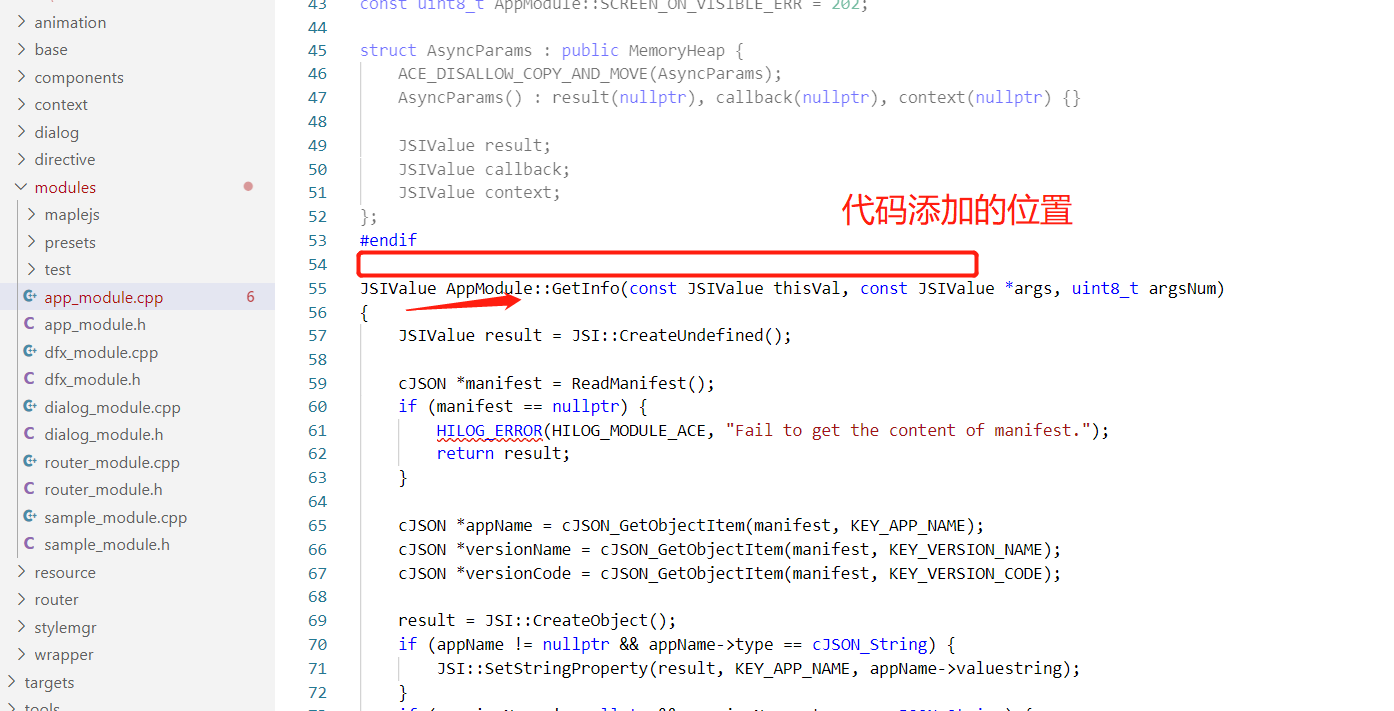 animation
base
components
context
dialog
directive
modules
maplejs
presets
test
app_module.cpp 6
app_module.h
dfx_module.cpp
dfx_module.h
dialog_module.cpp
dialog_module.h
router_module.cpp
router_module.h
sample_module.cpp
sample_module.h
resource
router
stylemgr
wrapper
targets
tools
43 const uint8_t AppModule::SCREEN_ON_VISIBLE_ERR = 202;
44
45 struct AsyncParams : public MemoryHeap {
46 ACE_DISALLOW_COPY_AND_MOVE(AsyncParams);
47 AsyncParams() : result(nullptr), callback(nullptr), context(nullptr) {}
48
49 JSIValue result;
50 JSIValue callback;
51 JSIValue context;
52 };
代码添加的位置
53 #endif
54
55 JSIValue AppModule::GetInfo(const JSIValue thisVal, const JSIValue *args, uint8_t argsNum)
56 {
57 JSIValue result = JSI::CreateUndefined();
58
59 cJSON *manifest = ReadManifest();
60 if (manifest == nullptr) {
61 HILOG_ERROR(HILOG_MODULE_ACE, "Fail to get the content of manifest.");
62 return result;
63 }
64
65 cJSON *appName = cJSON_GetObjectItem(manifest, KEY_APP_NAME);
66 cJSON *versionName = cJSON_GetObjectItem(manifest, KEY_VERSION_NAME);
67 cJSON *versionCode = cJSON_GetObjectItem(manifest, KEY_VERSION_CODE);
68
69 result = JSI::CreateObject();
70 if (appName != nullptr && appName->type == cJSON_String) {
71 JSI::SetStringProperty(result, KEY_APP_NAME, appName->valuestring);
72 }